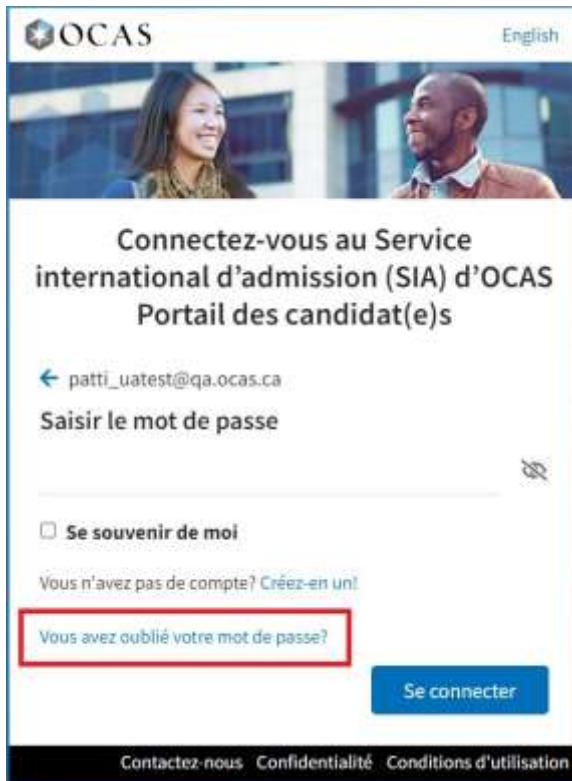 OCAS
English
Connectez-vous au Service
international d'admission (SIA) d'OCAS
Portail des candidat(e)s
patti_uatest@qa.ocas.ca
Saisir le mot de passe
Se souvenir de moi
Vous n'avez pas de compte? Créez-en un!
Vous avez oublié votre mot de passe?
Se connecter
Contactez-nous Confidentialité Conditions d'utilisation